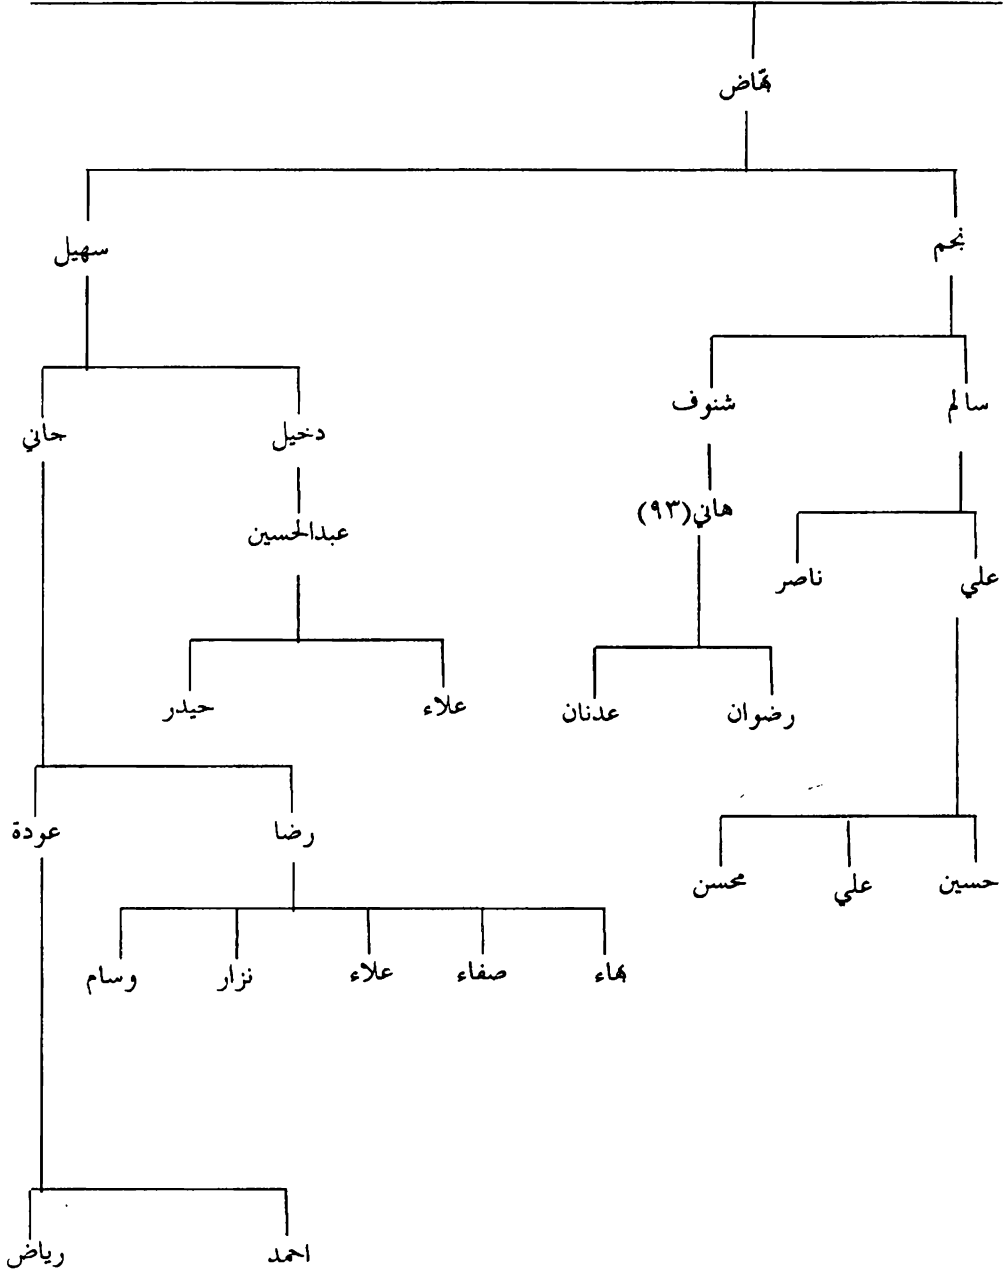 نجم
سهيل
سالم
شنوف
دخيل
حاني
هاني(٩٣)
عبدالحسين
علي
ناصر
رضوان
عدنان
علاء
حيدر
رضا
عودة
حسين
علي
محسن
بهاء
صفاء
علاء
نزار
وسام
احمد
رياض